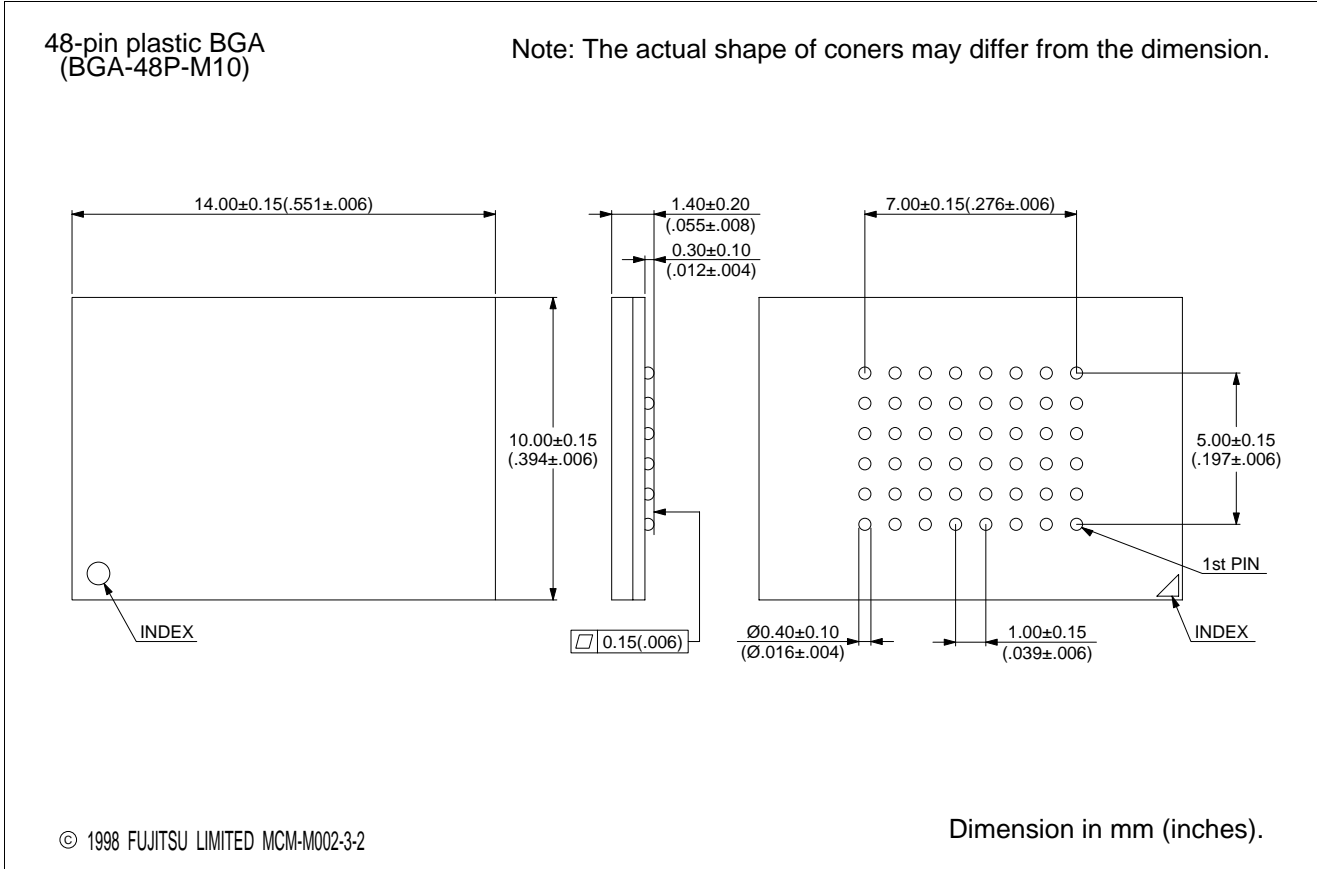 48-pin plastic BGA
(BGA-48P-M10)
Note: The actual shape of coners may differ from the dimension.
14.00±0.15(.551±.006)
1.40±0.20
(.055±.008)
0.30±0.10
(.012±.004)
7.00±0.15(.276±.006)
10.00±0.15
(.394±.006)
5.00±0.15
(.197±.006)
1st PIN
INDEX
0.15(.006)
Ø0.40±0.10
(Ø.016±.004)
1.00±0.15
(.039±.006)
INDEX
© 1998 FUJITSU LIMITED MCM-M002-3-2
Dimension in mm (inches).